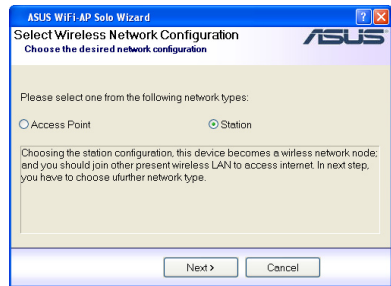 ASUS WiFi-AP Solo Wizard
Select Wireless Network Configuration
Choose the desired network configuration
ASUS
Please select one from the following network types:
Access Point Station
Choosing the station configuration, this device becomes a wirless network node;
and you should join other present wireless LAN to access internet. In next step,
you have to choose ufurther network type.
Next > Cancel